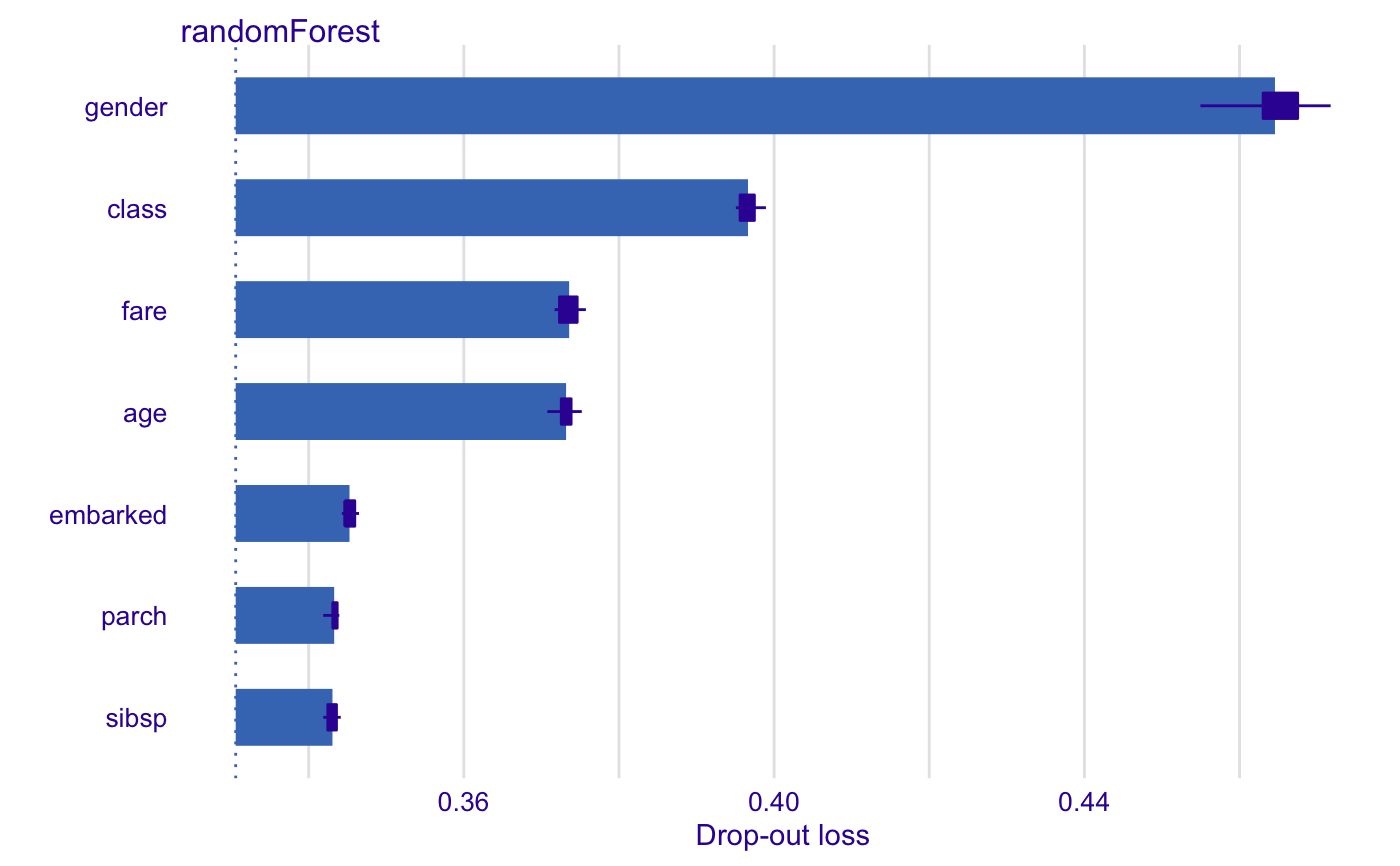 randomForest
gender
class
fare
age
embarked
parch
sibsp
0.36 0.40 0.44
Drop-out loss